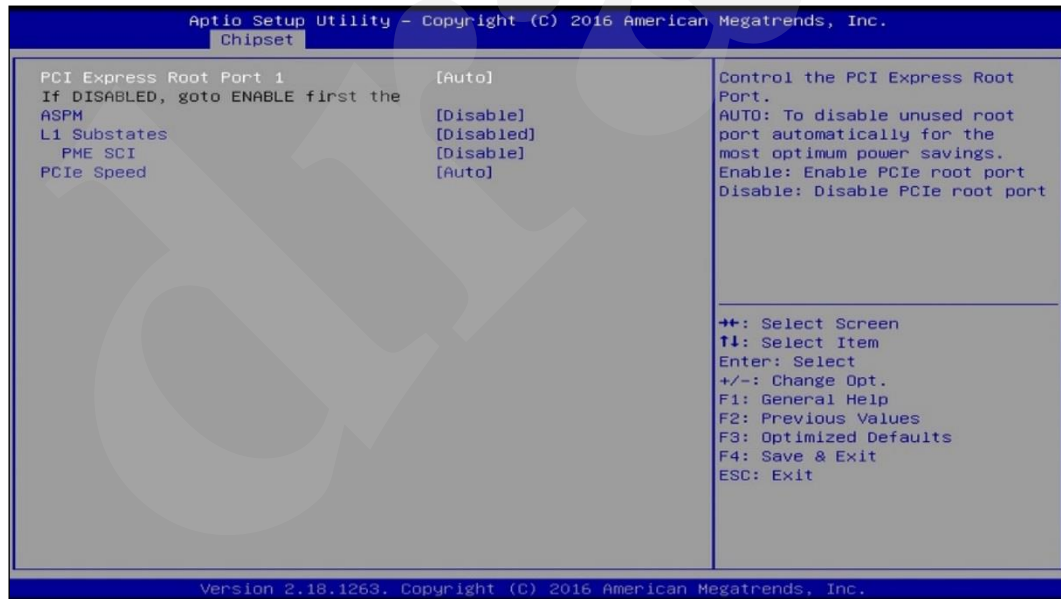 Aptio Setup Utility – Copyright (C) 2016 American Megatrends, Inc.
Chipset
PCI Express Root Port 1 [Auto]
If DISABLED, goto ENABLE first the
ASPM [Disable]
L1 Substates [Disabled]
PME SCI [Disable]
PCIe Speed [Auto]
Control the PCI Express Root
Port.
AUTO: To disable unused root
port automatically for the
most optimum power savings.
Enable: Enable PCIe root port
Disable: Disable PCIe root port
→←: Select Screen
↑↓: Select Item
Enter: Select
+/-: Change Opt.
F1: General Help
F2: Previous Values
F3: Optimized Defaults
F4: Save & Exit
ESC: Exit
Version 2.18.1263. Copyright (C) 2016 American Megatrends, Inc.